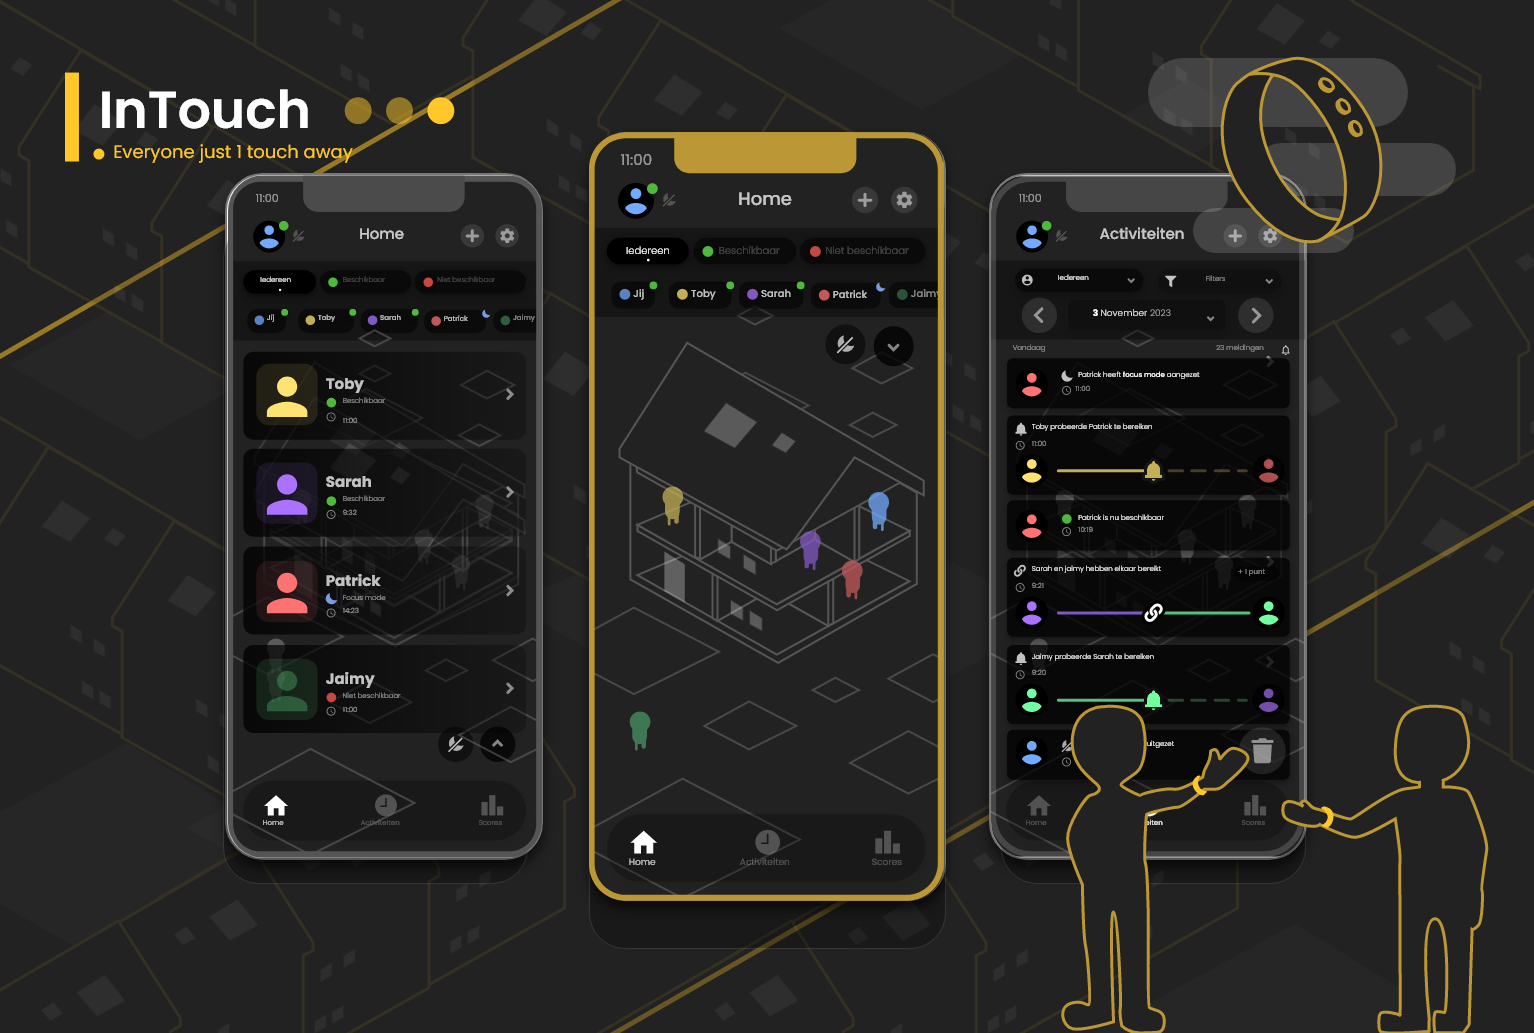 InTouch
Everyone just 1 touch away
11:00
Home
Iedereen
Beschikbaar
Niet beschikbaar
Jij
Toby
Sarah
Patrick
Jaimy
Toby
Beschikbaar
11:00
Sarah
Beschikbaar
9:32
Patrick
Focus mode
14:23
Jaimy
Niet beschikbaar
11:00
Home
Activiteiten
Scores
11:00
Home
Iedereen
Beschikbaar
Niet beschikbaar
Jij
Toby
Sarah
Patrick
Jaimy
Home
Activiteiten
Scores
11:00
Activiteiten
Iedereen
Filters
3 November 2023
Vandaag
23 meldingen
Patrick heeft focus mode aangezet
11:00
Toby probeerde Patrick te bereiken
11:00
Patrick is nu beschikbaar
10:19
Sarah en jaimy hebben elkaar bereikt
+ 1 punt
9:21
Jaimy probeerde Sarah te bereiken
9:20
uitgezet
Home
eiten
Scores